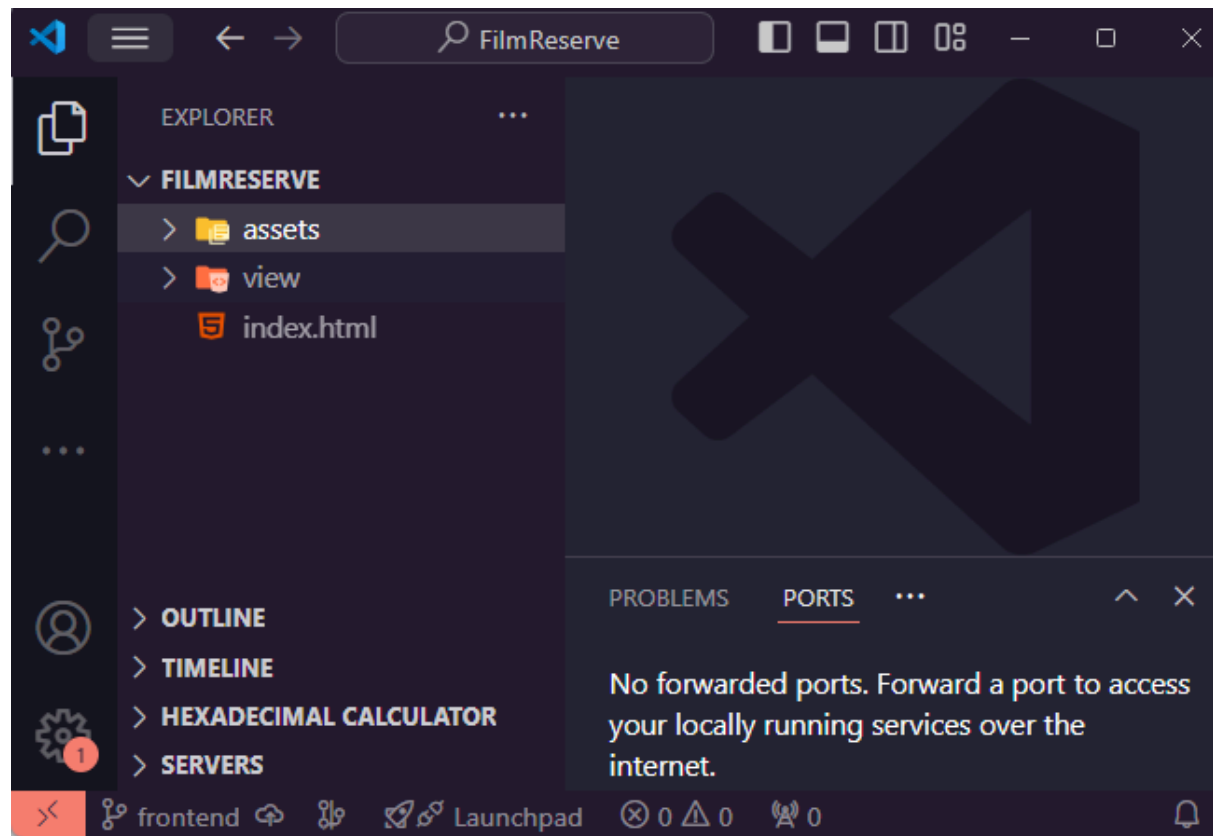 FilmReserve
EXPLORER
FILMRESERVE
assets
view
index.html
OUTLINE
TIMELINE
HEXADECIMAL CALCULATOR
SERVERS
PROBLEMS PORTS
No forwarded ports. Forward a port to access
your locally running services over the
internet.
1
frontend Launchpad 0 0 0